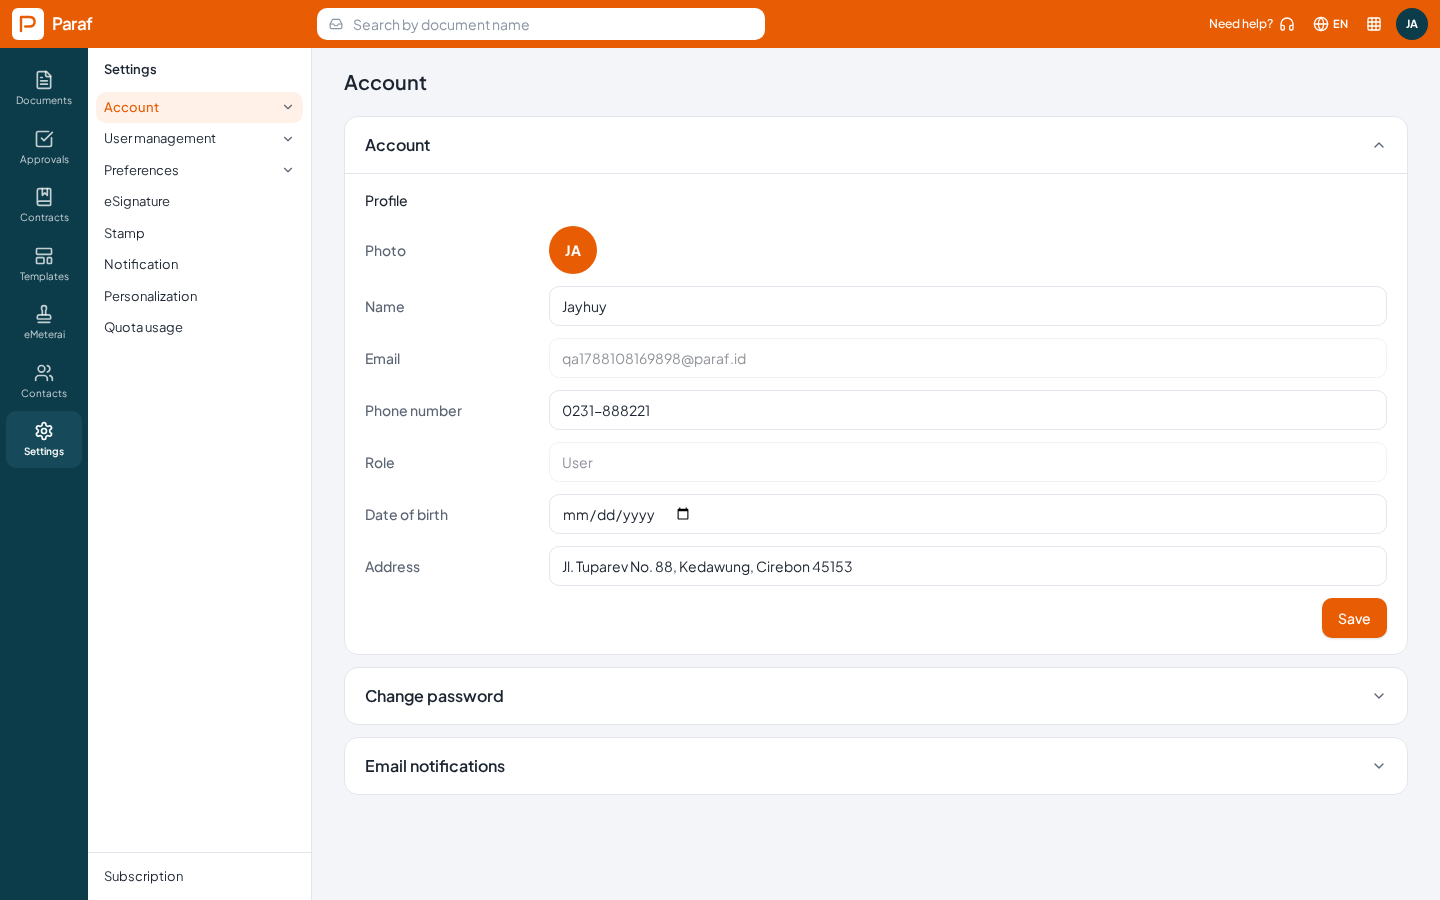 Paraf
Search by document name
Need help?
EN
JA
Documents
Approvals
Contracts
Templates
eMeterai
Contacts
Settings
Settings
Account
User management
Preferences
eSignature
Stamp
Notification
Personalization
Quota usage
Subscription
Account
Account
Profile
Photo
JA
Name
Jayhuy
Email
qa1788108169898@paraf.id
Phone number
0231-888221
Role
User
Date of birth
mm/dd/yyyy
Address
Jl. Tuparev No. 88, Kedawung, Cirebon 45153
Save
Change password
Email notifications